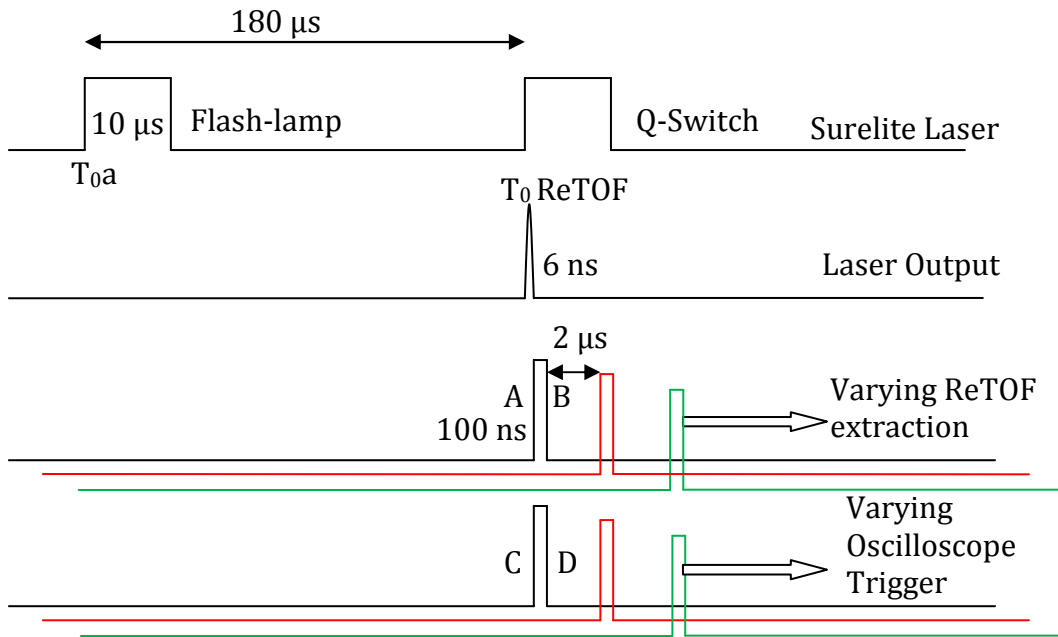 180 μs
10 μs
Flash-lamp
Q-Switch
Surelite Laser
T₀a
T₀ ReTOF
6 ns
Laser Output
2 μs
A
B
100 ns
Varying ReTOF
extraction
C
D
Varying
Oscilloscope
Trigger